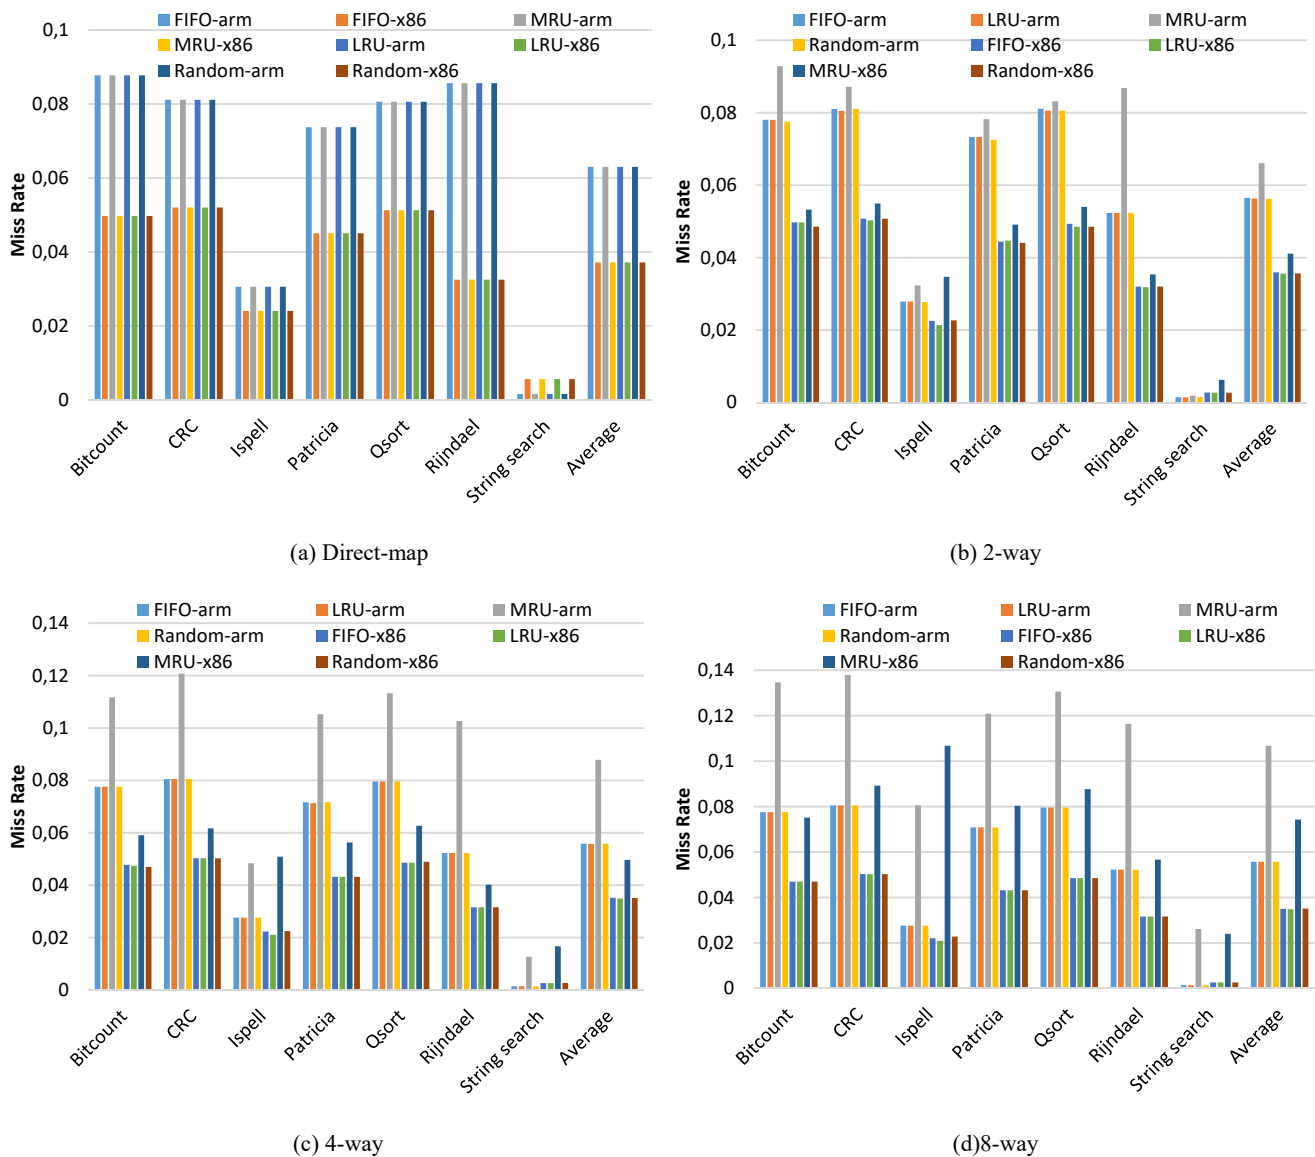 FIFO-arm FIFO-x86 MRU-arm
MRU-x86 LRU-arm LRU-x86
Random-arm Random-x86
0,1
0,08
0,06
0,04
0,02
0
Miss Rate
Bitcount CRC Ispell Patricia Qsort Rijndael String search Average
(a) Direct-map
FIFO-arm LRU-arm MRU-arm
Random-arm FIFO-x86 LRU-x86
MRU-x86 Random-x86
0,1
0,08
0,06
0,04
0,02
0
Miss Rate
Bitcount CRC Ispell Patricia Qsort Rijndael String search Average
(b) 2-way
FIFO-arm LRU-arm MRU-arm
Random-arm FIFO-x86 LRU-x86
MRU-x86 Random-x86
0,14
0,12
0,1
0,08
0,06
0,04
0,02
0
Miss Rate
Bitcount CRC Ispell Patricia Qsort Rijndael String search Average
(c) 4-way
FIFO-arm LRU-arm MRU-arm
Random-arm FIFO-x86 LRU-x86
MRU-x86 Random-x86
0,14
0,12
0,1
0,08
0,06
0,04
0,02
0
Miss Rate
Bitcount CRC Ispell Patricia Qsort Rijndael String search Average
(d)8-way